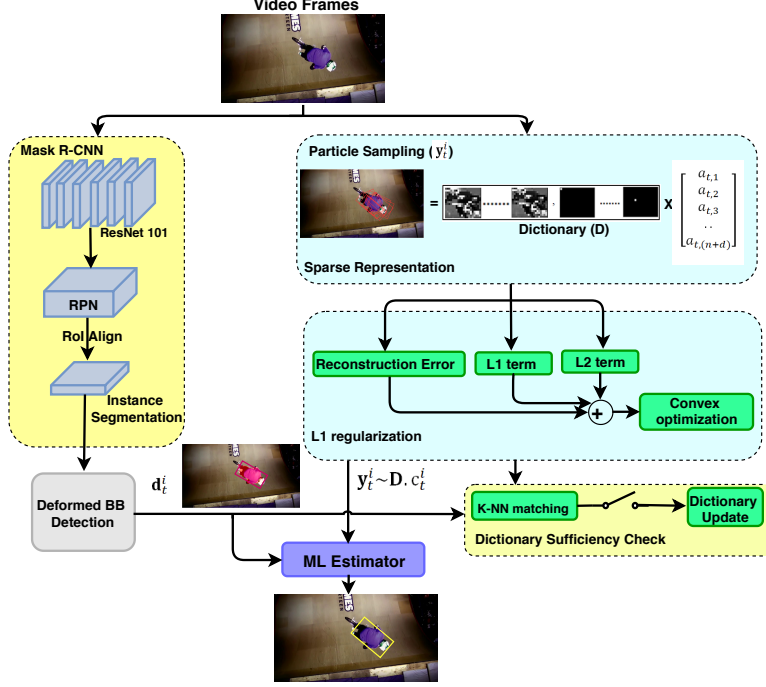 Video Frames
Mask R-CNN
ResNet 101
RPN
RoI Align
Instance
Segmentation
Deformed BB
Detection
Particle Sampling ( y_t^i )
=
........
,
.......
X
Dictionary (D)
a_{t,1}
a_{t,2}
a_{t,3}
..
a_{t,(n+d)}
Sparse Representation
Reconstruction Error
L1 term
L2 term
+
Convex
optimization
L1 regularization
d_t^i
y_t^i~D, c_t^i
K-NN matching
Dictionary
Update
Dictionary Sufficiency Check
ML Estimator